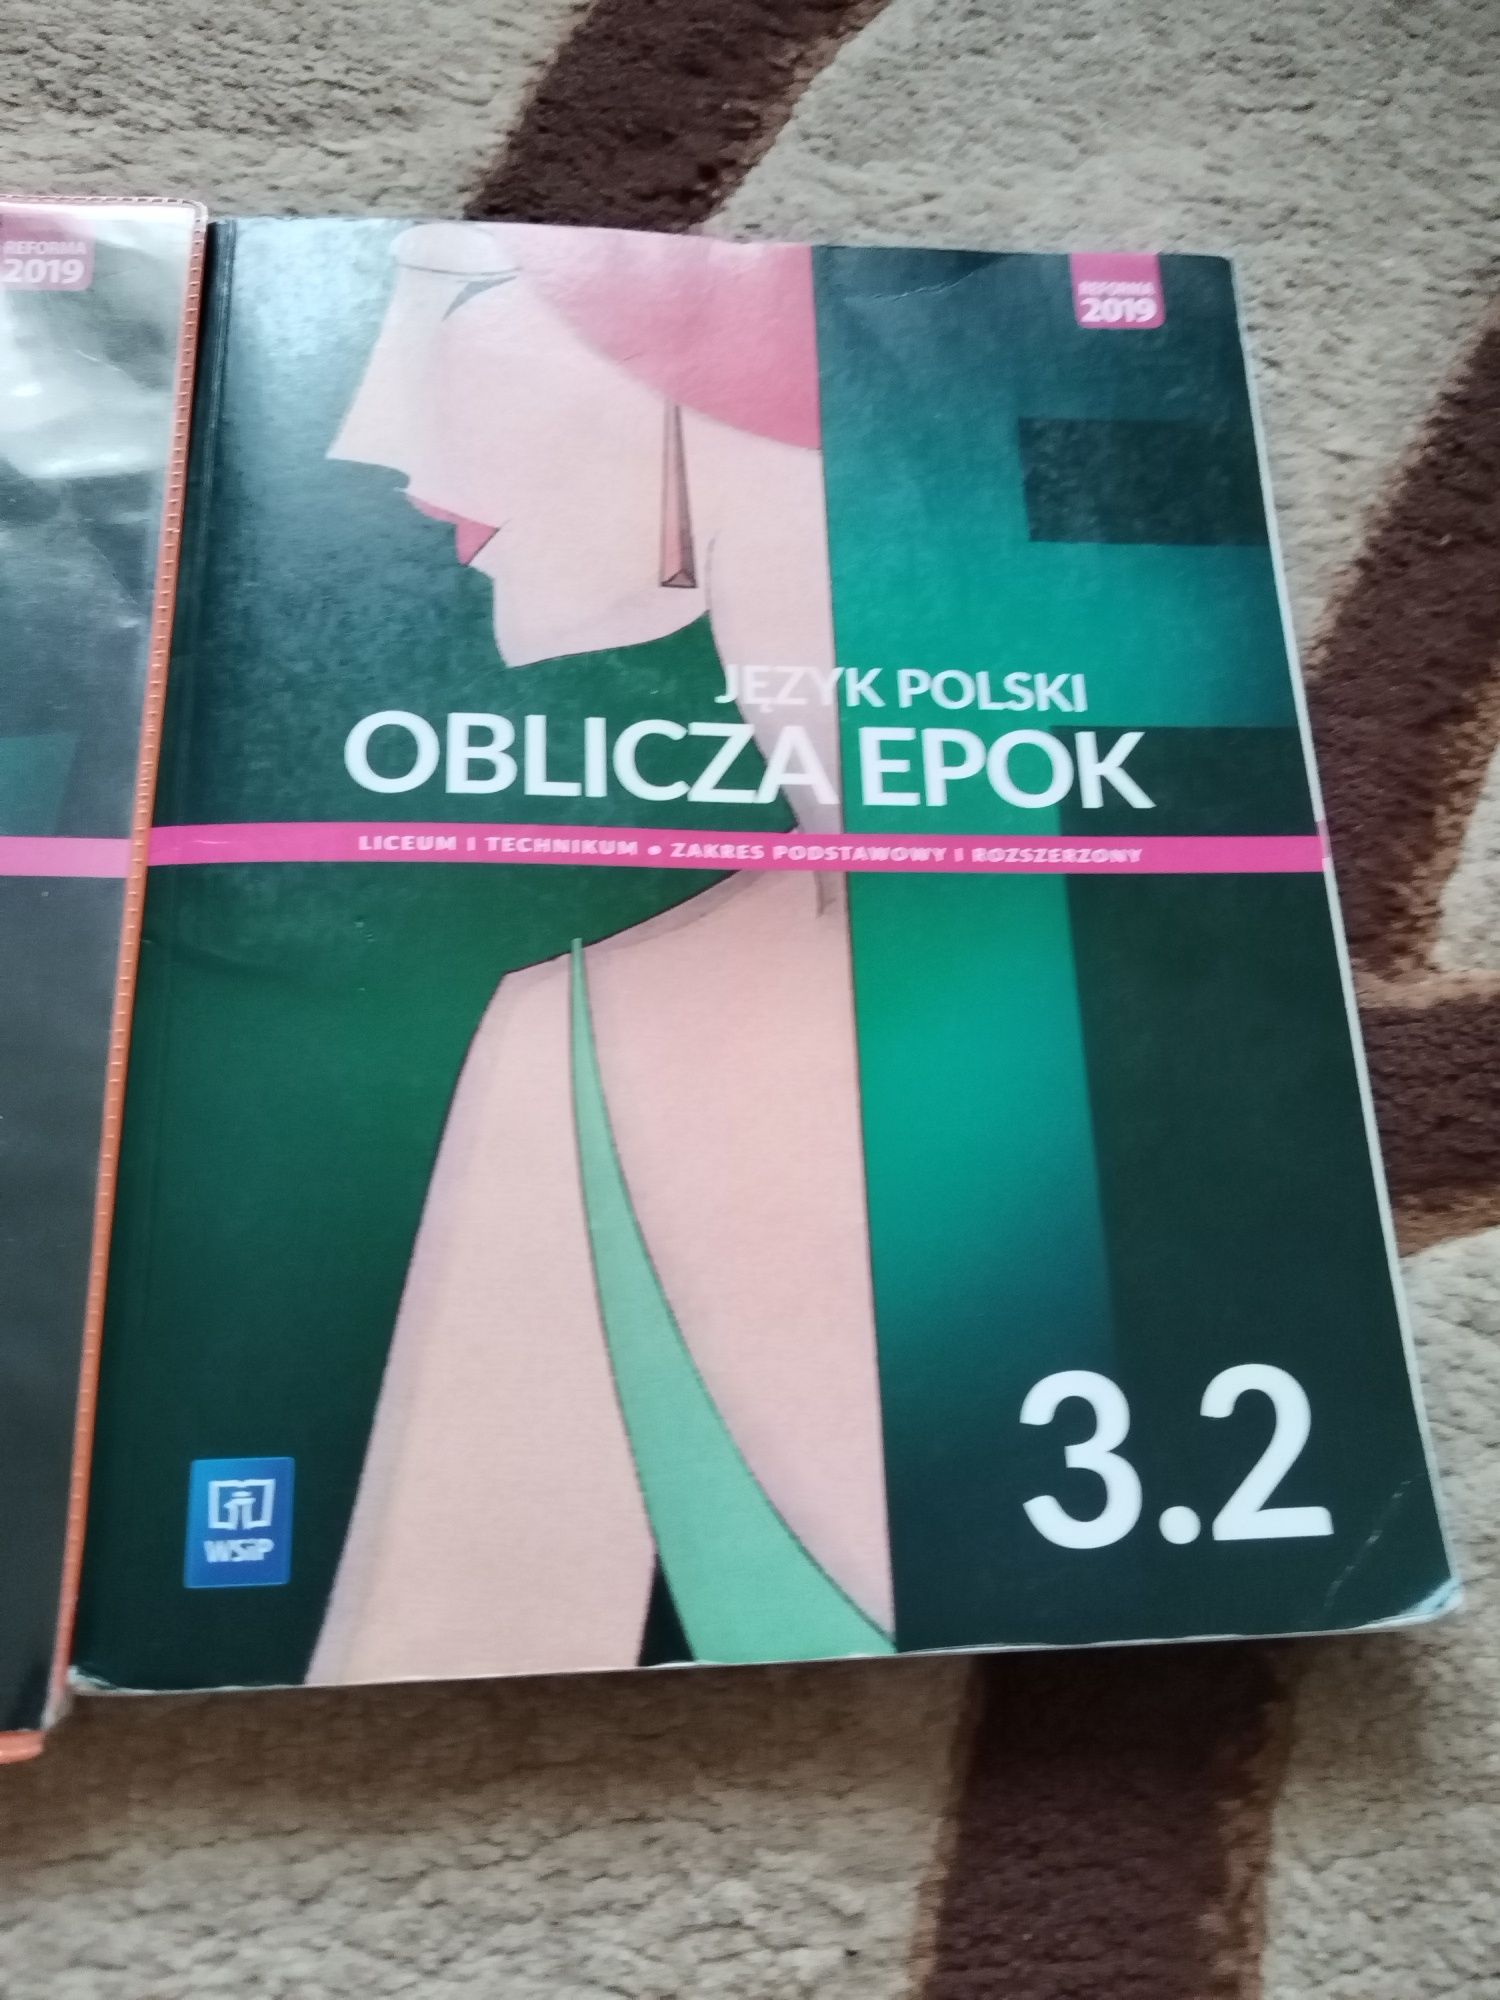 REFORMA
2019
REFORMA
2019
JĘZYK POLSKI
OBLICZA EPOK
LICEUM I TECHNIKUM • ZAKRES PODSTAWOWY I ROZSZERZONY
3.2
WSiP